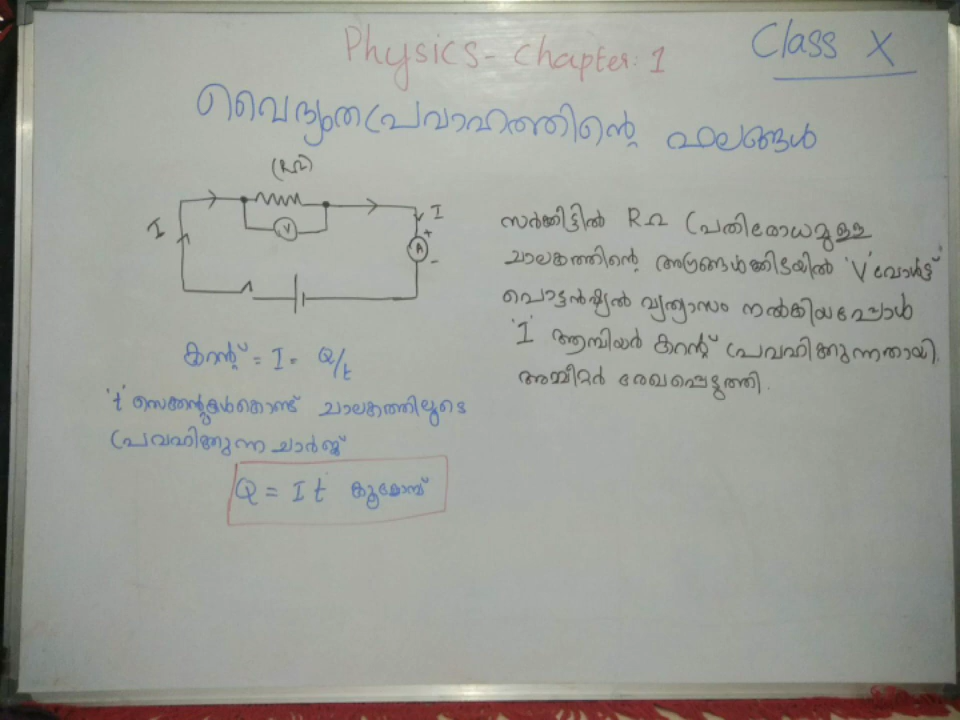 Physics - Chapter: 1
Class X
വൈദ്യുതപ്രവാഹത്തിന്റെ ഫലങ്ങൾ
(RΩ)
I
V
I
+
A
-
സർക്കിട്ടിൽ RΩ പ്രതിരോധമുള്ള
ചാലകത്തിന്റെ അഗ്രങ്ങൾക്കിടയിൽ 'V' വോൾട്ട്
പൊട്ടൻഷ്യൽ വ്യത്യാസം നൽകിയപ്പോൾ
'I' ആമ്പിയർ കറന്റ് പ്രവഹിക്കുന്നതായി
അമ്മീറ്റർ രേഖപ്പെടുത്തി.
കറന്റ് = I = Q/t
't' സെക്കന്റുകൾകൊണ്ട് ചാലകത്തിലൂടെ
പ്രവഹിക്കുന്ന ചാർജ്ജ്
Q = I t കൂളോമ്പ്